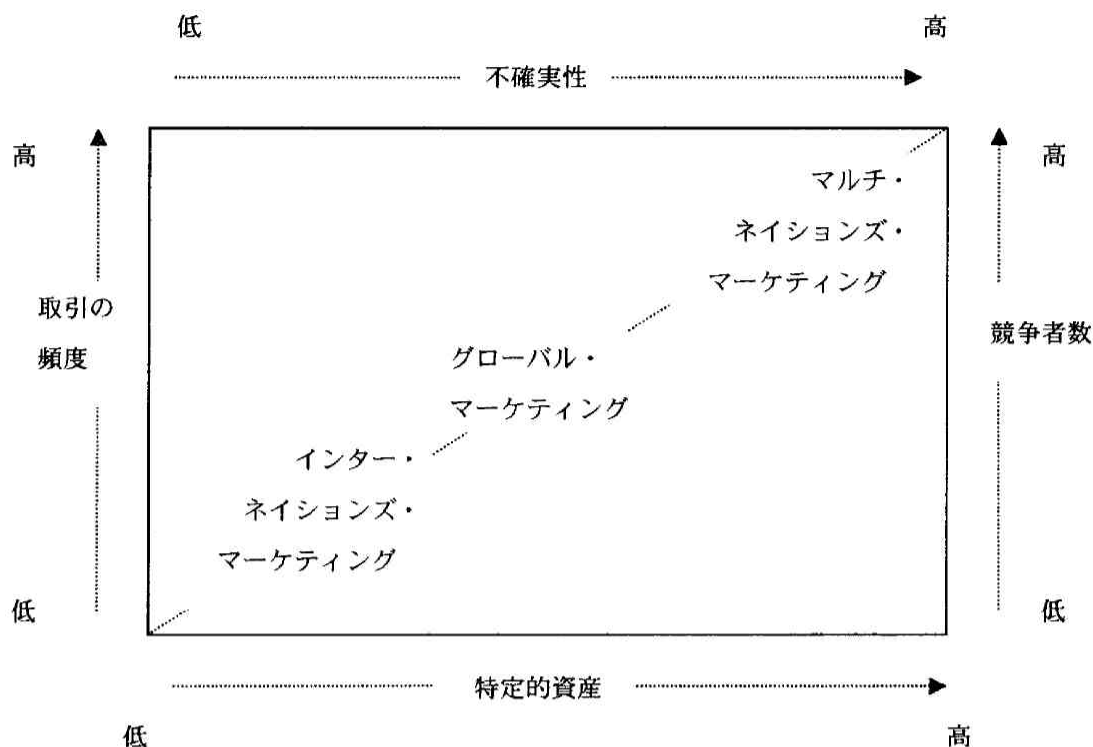 低 高
不確実性
高 高
マルチ・
ネイションズ・
マーケティング
取引の
頻度
競争者数
グローバル・
マーケティング
インター・
ネイションズ・
マーケティング
低 低
特定的資産
低 高